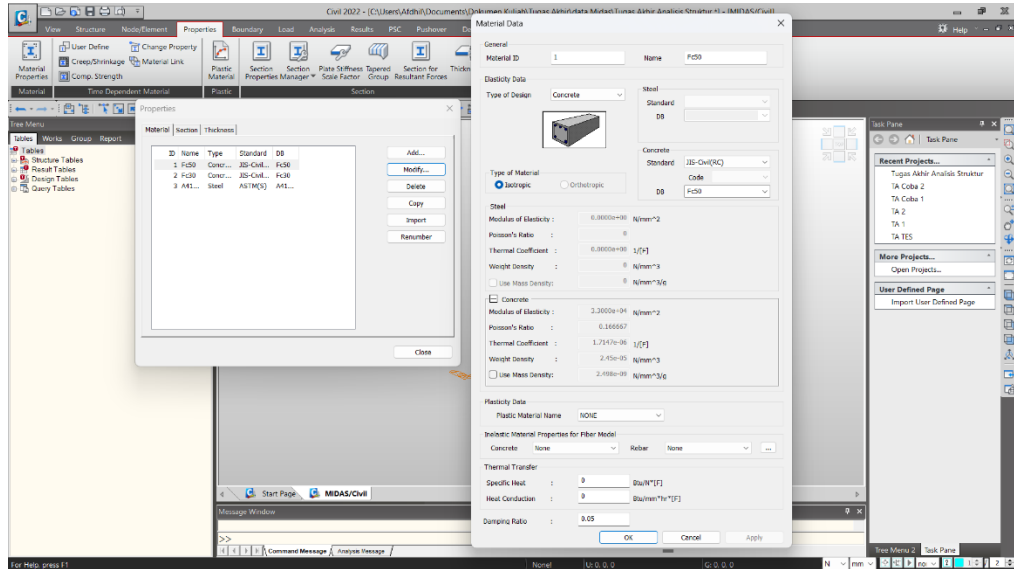 Civil 2022 - [C:\Users\Afdhil\Documents\Dokumen Kuliah\Tugas Akhir\data Midas\Tugas Akhir Analisis Struktur *] - [MIDAS/Civil]
View Structure Node/Element Properties Boundary Load Analysis Results PSC Pushover Help
Material Properties
User Define
Creep/Shrinkage
Comp. Strength
Change Property
Material Link
Plastic Material
Section Properties
Section Manager
Plate Stiffness Scale Factor
Tapered Group
Section for Resultant Forces
Material Time Dependent Material Plastic Section
Tree Menu
Tables Works Group Report
Tables
Structure Tables
Result Tables
Design Tables
Query Tables
Properties
Material Section Thickness
ID Name Type Standard DB
1 Fc50 Concr... JIS-Civil... Fc50
2 Fc30 Concr... JIS-Civil... Fc30
3 A41... Steel ASTM(S) A41...
Add...
Modify...
Delete
Copy
Import
Renumber
Close
Material Data
General
Material ID 1 Name Fc50
Elasticity Data
Type of Design Concrete
Steel
Standard
DB
Concrete
Standard JIS-Civil(RC)
Code
DB Fc50
Type of Material
Isotropic Orthotropic
Steel
Modulus of Elasticity : 0.0000e+00 N/mm^2
Poisson's Ratio : 0
Thermal Coefficient : 0.0000e+00 1/[F]
Weight Density : 0 N/mm^3
Use Mass Density: 0 N/mm^3/g
Concrete
Modulus of Elasticity : 3.3000e+04 N/mm^2
Poisson's Ratio : 0.166667
Thermal Coefficient : 1.7147e-06 1/[F]
Weight Density : 2.45e-05 N/mm^3
Use Mass Density: 2.498e-09 N/mm^3/g
Plasticity Data
Plastic Material Name NONE
Inelastic Material Properties for Fiber Model
Concrete None Rebar None ...
Thermal Transfer
Specific Heat : 0 Btu/N*[F]
Heat Conduction : 0 Btu/mm*hr*[F]
Damping Ratio : 0.05
OK Cancel Apply
Task Pane
Task Pane
Recent Projects...
Tugas Akhir Analisis Struktur
TA Coba 2
TA Coba 1
TA 2
TA 1
TA TES
More Projects...
Open Projects...
User Defined Page
Import User Defined Page
Start Page MIDAS/Civil
Message Window
>>
Command Message Analysis Message
Tree Menu 2 Task Pane
For Help, press F1 None! U: 0, 0, 0 G: 0, 0, 0 N mm no 2 1 2